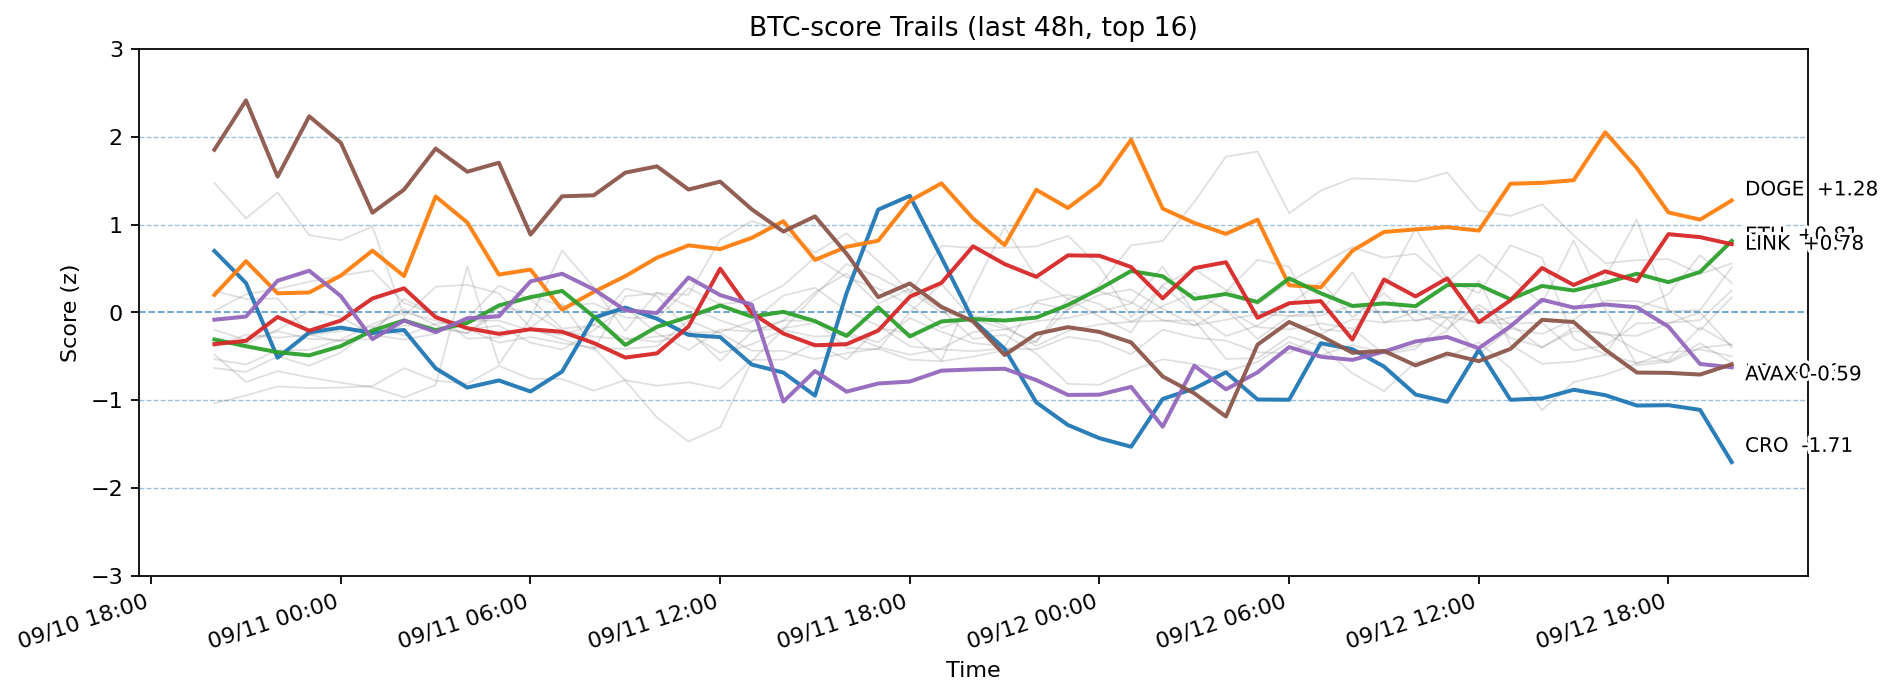 BTC-score Trails (last 48h, top 16)
Score (z)
3
2
1
0
−1
−2
−3
DOGE +1.28
LINK +0.78
AVAX -0.59
CRO -1.71
09/10 18:00
09/11 00:00
09/11 06:00
09/11 12:00
09/11 18:00
09/12 00:00
09/12 06:00
09/12 12:00
09/12 18:00
Time